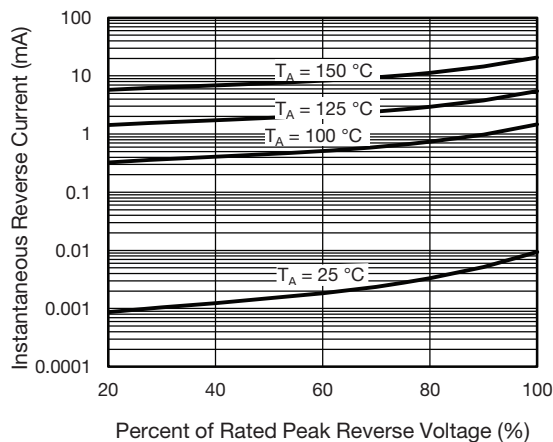 Instantaneous Reverse Current (mA)
100
10
1
0.1
0.01
0.001
0.0001
T_A = 150 °C
T_A = 125 °C
T_A = 100 °C
T_A = 25 °C
20 40 60 80 100
Percent of Rated Peak Reverse Voltage (%)